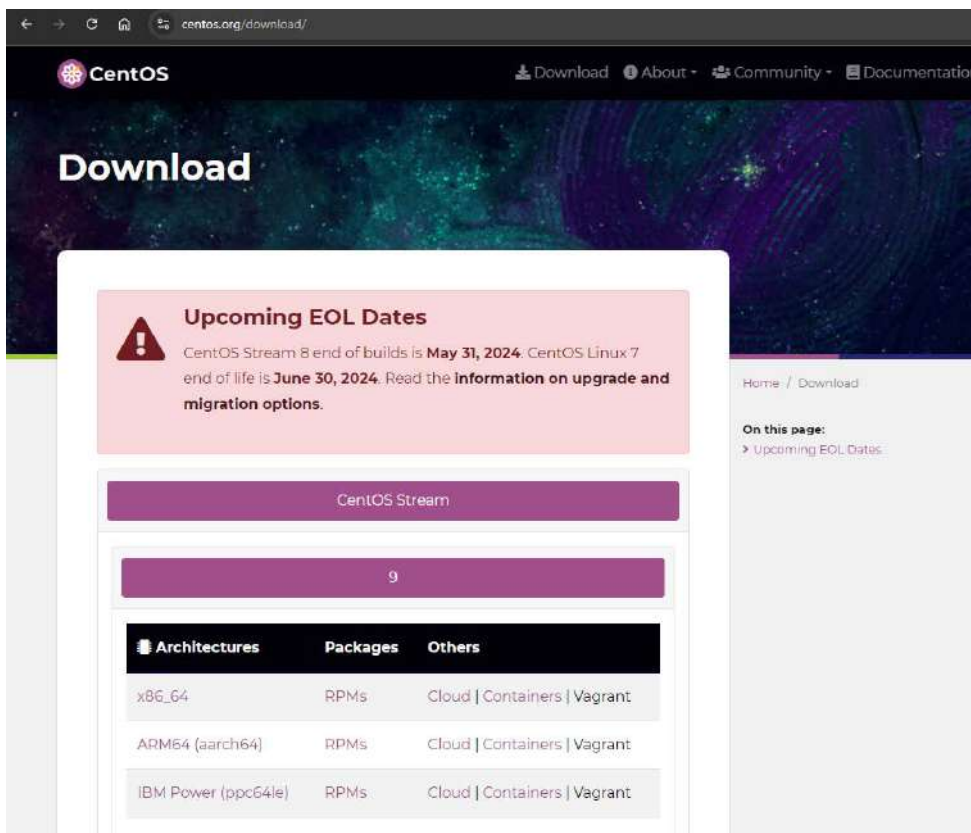 centos.org/download/
CentOS
Download About Community Documentatio
Download
Upcoming EOL Dates
CentOS Stream 8 end of builds is May 31, 2024. CentOS Linux 7
end of life is June 30, 2024. Read the information on upgrade and
migration options.
Home / Download
On this page:
Upcoming EOL Dates
CentOS Stream
9
Architectures Packages Others
x86_64 RPMs Cloud | Containers | Vagrant
ARM64 (aarch64) RPMs Cloud | Containers | Vagrant
IBM Power (ppc64le) RPMs Cloud | Containers | Vagrant